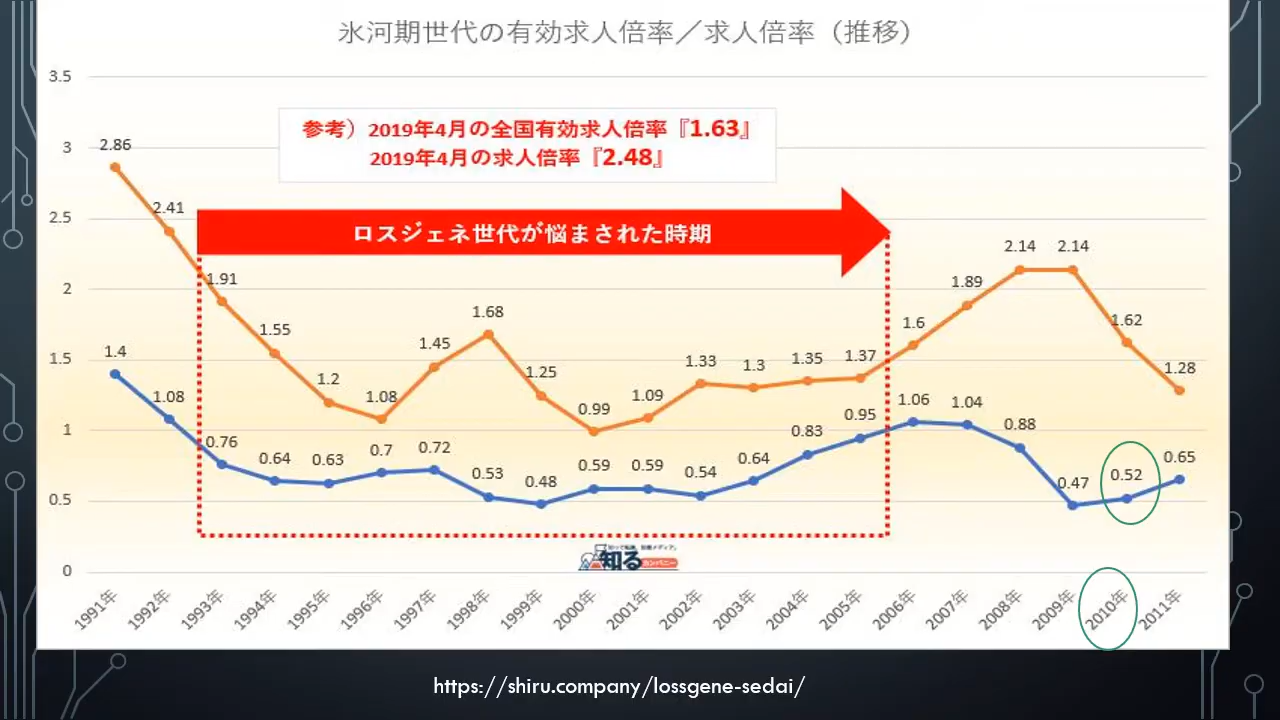 氷河期世代の有効求人倍率／求人倍率（推移）
3.5
3
2.5
2
1.5
1
0.5
0
参考）2019年4月の全国有効求人倍率『1.63』
2019年4月の求人倍率『2.48』
ロスジェネ世代が悩まされた時期
2.86
2.41
1.91
1.55
1.2
1.08
1.45
1.68
1.25
0.99
1.09
1.33
1.3
1.35
1.37
1.6
1.89
2.14
2.14
1.62
1.28
1.4
1.08
0.76
0.64
0.63
0.7
0.72
0.53
0.48
0.59
0.59
0.54
0.64
0.83
0.95
1.06
1.04
0.88
0.47
0.52
0.65
知る
カンパニー
1991年
1992年
1993年
1994年
1995年
1996年
1997年
1998年
1999年
2000年
2001年
2002年
2003年
2004年
2005年
2006年
2007年
2008年
2009年
2010年
2011年
https://shiru.company/lossgene-sedai/